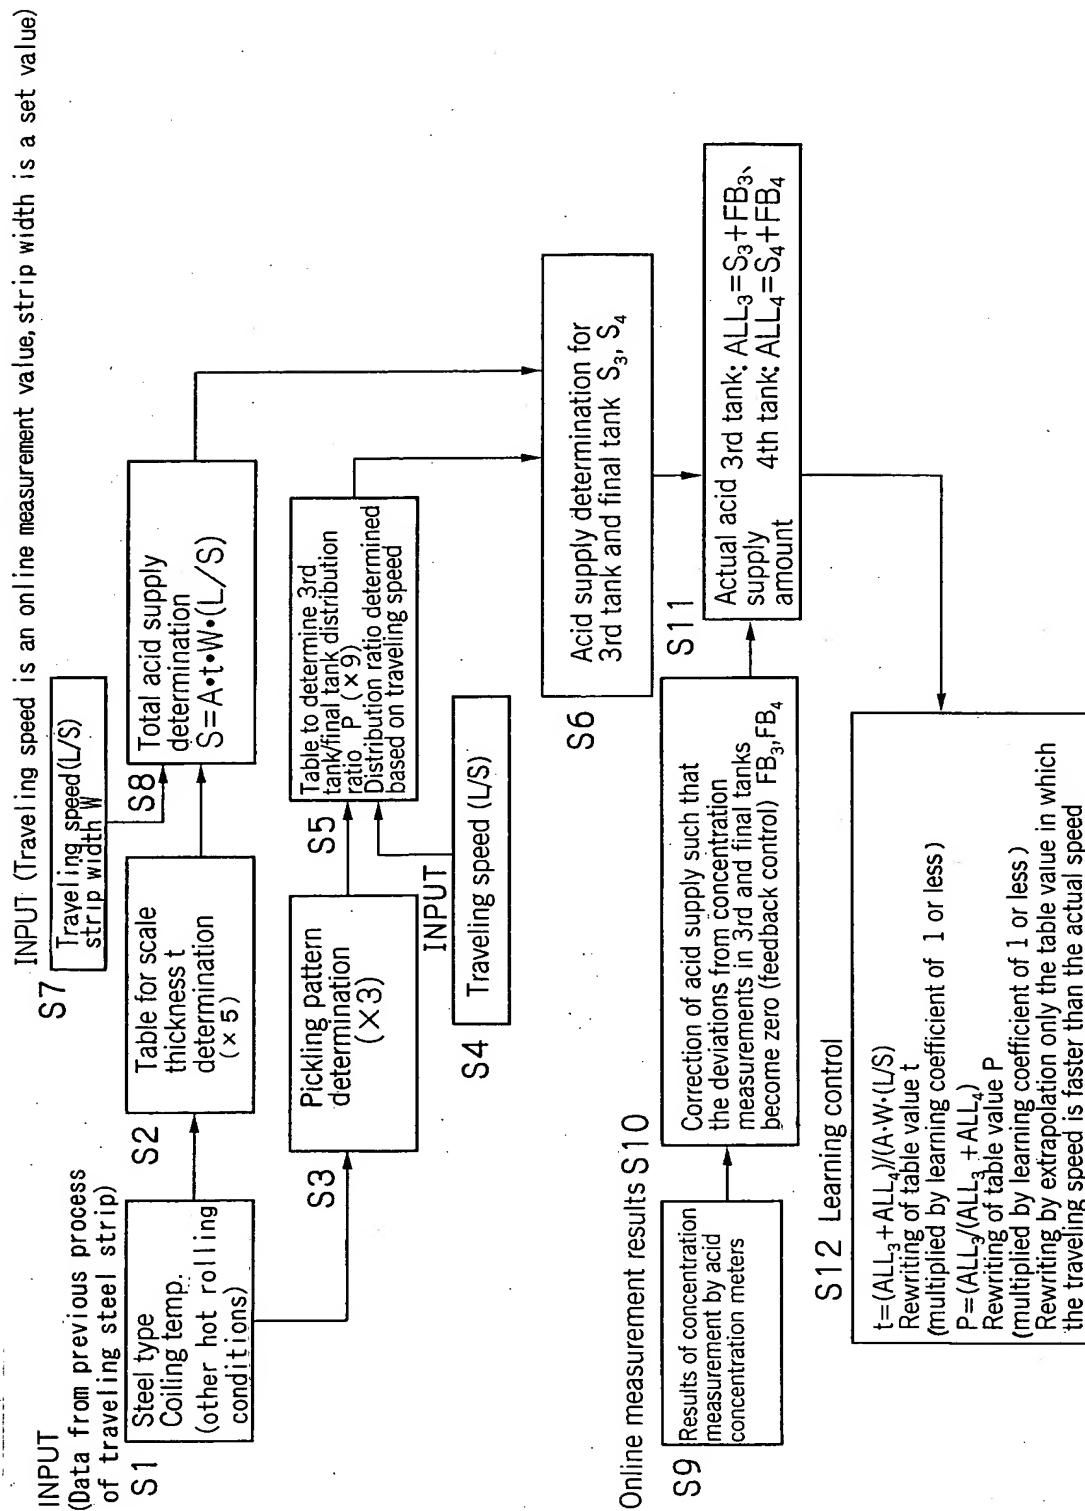 INPUT
(Data from previous process
of traveling steel strip)
S1
Steel type
Coiling temp.
(other hot rolling
conditions)
S2
Table for scale
thickness t
determination
(×5)
S3
Pickling pattern
determination
(×3)
INPUT (Traveling speed is an online measurement value, strip width is a set value)
S7
Traveling speed(L/S)
strip width W
S8
Total acid supply
determination
S=A•t•W•(L/S)
S4
INPUT
Traveling speed (L/S)
S5
Table to determine 3rd
tank/final tank distribution
ratio P (×9)
Distribution ratio determined
based on traveling speed
S6
Acid supply determination for
3rd tank and final tank S₃, S₄
Online measurement results S10
S9
Results of concentration
measurement by acid
concentration meters
Correction of acid supply such that
the deviations from concentration
measurements in 3rd and final tanks
become zero (feedback control) FB₃,FB₄
S11
Actual acid 3rd tank: ALL₃=S₃+FB₃、
supply 4th tank: ALL₄=S₄+FB₄
amount
S12 Learning control
t=(ALL₃+ALL₄)/(A•W•(L/S)
Rewriting of table value t
(multiplied by learning coefficient of 1 or less)
P=(ALL₃/(ALL₃+ALL₄)
Rewriting of table value P
(multiplied by learning coefficient of 1 or less)
Rewriting by extrapolation only the table value in which
the traveling speed is faster than the actual speed